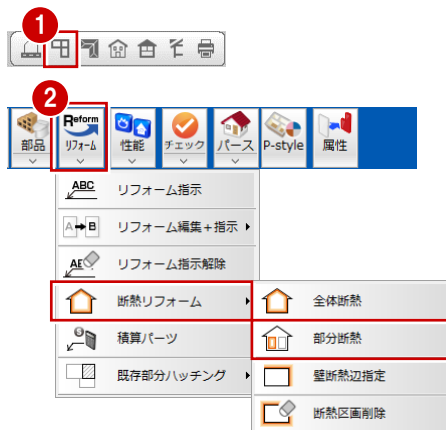 1
2
部品
Reform
リフォーム
性能
チェック
パース
P-style
属性
ABC
リフォーム指示
A→B
リフォーム編集+指示
リフォーム指示解除
断熱リフォーム
全体断熱
部分断熱
積算パーツ
壁断熱辺指定
既存部分ハッチング
断熱区画削除